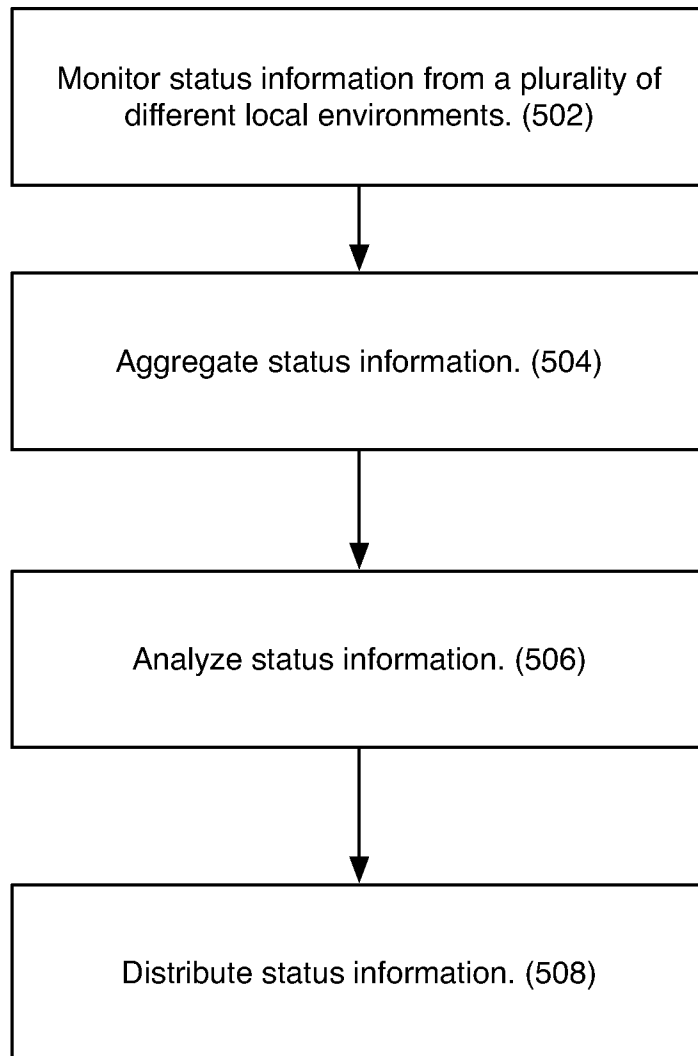 Monitor status information from a plurality of
different local environments. (502)
Aggregate status information. (504)
Analyze status information. (506)
Distribute status information. (508)